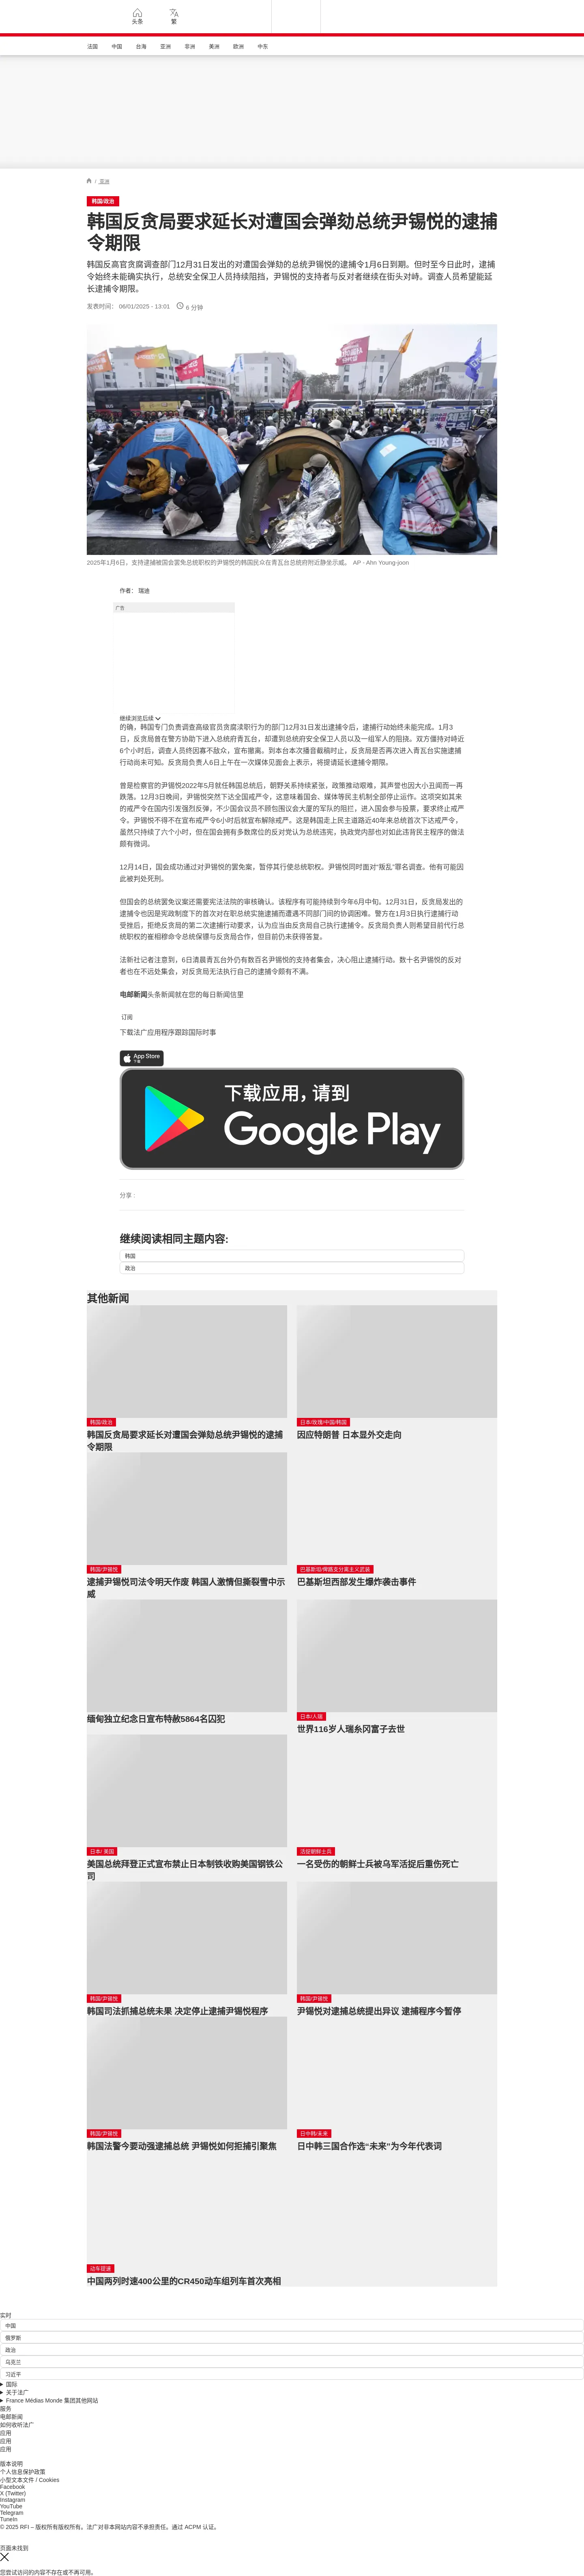 头条
繁
法国 中国 台海 亚洲 非洲 美洲 欧洲 中东
/ 亚洲
韩国/政治
韩国反贪局要求延长对遭国会弹劾总统尹锡悦的逮捕
令期限
韩国反高官贪腐调查部门12月31日发出的对遭国会弹劾的总统尹锡悦的逮捕令1月6日到期。但时至今日此时，逮捕
令始终未能确实执行，总统安全保卫人员持续阻挡，尹锡悦的支持者与反对者继续在街头对峙。调查人员希望能延
长逮捕令期限。
发表时间： 06/01/2025 - 13:01 6 分钟
2025年1月6日，支持逮捕被国会罢免总统职权的尹锡悦的韩国民众在青瓦台总统府附近静坐示威。 AP - Ahn Young-joon
作者： 瑞迪
广告
继续浏览后续
的确，韩国专门负责调查高级官员贪腐渎职行为的部门12月31日发出逮捕令后，逮捕行动始终未能完成。1月3
日，反贪局曾在警方协助下进入总统府青瓦台，却遭到总统府安全保卫人员以及一组军人的阻挠。双方僵持对峙近
6个小时后，调查人员终因寡不敌众，宣布撤离。到本台本次播音截稿时止，反贪局是否再次进入青瓦台实施逮捕
行动尚未可知。反贪局负责人6日上午在一次媒体见面会上表示，将提请延长逮捕令期限。
曾是检察官的尹锡悦2022年5月就任韩国总统后，朝野关系持续紧张，政策推动艰难，其声誉也因大小丑闻而一再
跌落。12月3日晚间，尹锡悦突然下达全国戒严令，这意味着国会、媒体等民主机制全部停止运作。这项突如其来
的戒严令在国内引发强烈反弹，不少国会议员不顾包围议会大厦的军队的阻拦，进入国会参与投票，要求终止戒严
令。尹锡悦不得不在宣布戒严令6小时后就宣布解除戒严。这是韩国走上民主道路近40年来总统首次下达戒严令，
虽然只持续了六个小时，但在国会拥有多数席位的反对党认为总统违宪，执政党内部也对如此违背民主程序的做法
颇有微词。
12月14日，国会成功通过对尹锡悦的罢免案，暂停其行使总统职权。尹锡悦同时面对“叛乱”罪名调查。他有可能因
此被判处死刑。
但国会的总统罢免议案还需要宪法法院的审核确认。该程序有可能持续到今年6月中旬。12月31日，反贪局发出的
逮捕令也因是宪政制度下的首次对在职总统实施逮捕而遭遇不同部门间的协调困难。警方在1月3日执行逮捕行动
受挫后，拒绝反贪局的第二次逮捕行动要求，认为应当由反贪局自己执行逮捕令。反贪局负责人则希望目前代行总
统职权的崔相穆命令总统保镖与反贪局合作，但目前仍未获得答复。
法新社记者注意到，6日清晨青瓦台外仍有数百名尹锡悦的支持者集会，决心阻止逮捕行动。数十名尹锡悦的反对
者也在不远处集会，对反贪局无法执行自己的逮捕令颇有不满。
电邮新闻头条新闻就在您的每日新闻信里
订阅
下载法广应用程序跟踪国际时事
App Store
下载
下载应用，请到
Google Play
分享 :
继续阅读相同主题内容:
韩国
政治
其他新闻
韩国/政治
韩国反贪局要求延长对遭国会弹劾总统尹锡悦的逮捕
令期限
日本/玫瑰/中国/韩国
因应特朗普 日本显外交走向
韩国/尹锡悦
逮捕尹锡悦司法令明天作废 韩国人激情但撕裂雪中示
威
巴基斯坦/俾路支分离主义武装
巴基斯坦西部发生爆炸袭击事件
缅甸独立纪念日宣布特赦5864名囚犯
日本/人瑞
世界116岁人瑞糸冈富子去世
日本/ 美国
美国总统拜登正式宣布禁止日本制铁收购美国钢铁公
司
活捉朝鲜士兵
一名受伤的朝鲜士兵被乌军活捉后重伤死亡
韩国/尹锡悦
韩国司法抓捕总统未果 决定停止逮捕尹锡悦程序
韩国/尹锡悦
尹锡悦对逮捕总统提出异议 逮捕程序今暂停
韩国/尹锡悦
韩国法警今要动强逮捕总统 尹锡悦如何拒捕引聚焦
日中韩/未来
日中韩三国合作选“未来”为今年代表词
动车提速
中国两列时速400公里的CR450动车组列车首次亮相
实时
中国
俄罗斯
政治
乌克兰
习近平
国际
关于法广
France Médias Monde 集团其他网站
服务
电邮新闻
如何收听法广
应用
应用
应用
版本说明
个人信息保护政策
小型文本文件 / Cookies
Facebook
X (Twitter)
Instagram
YouTube
Telegram
TuneIn
© 2025 RFI – 版权所有版权所有。法广对非本网站内容不承担责任。通过 ACPM 认证。
页面未找到
您尝试访问的内容不存在或不再可用。